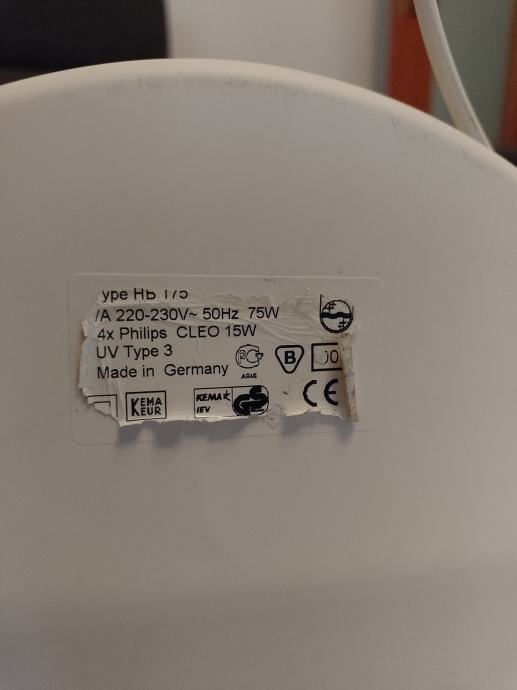 ype HB 175
/A 220-230V~ 50Hz 75W
4x Philips CLEO 15W
UV Type 3
Made in Germany
B
KEMA KEUR
KEMA IEV
GS
CE